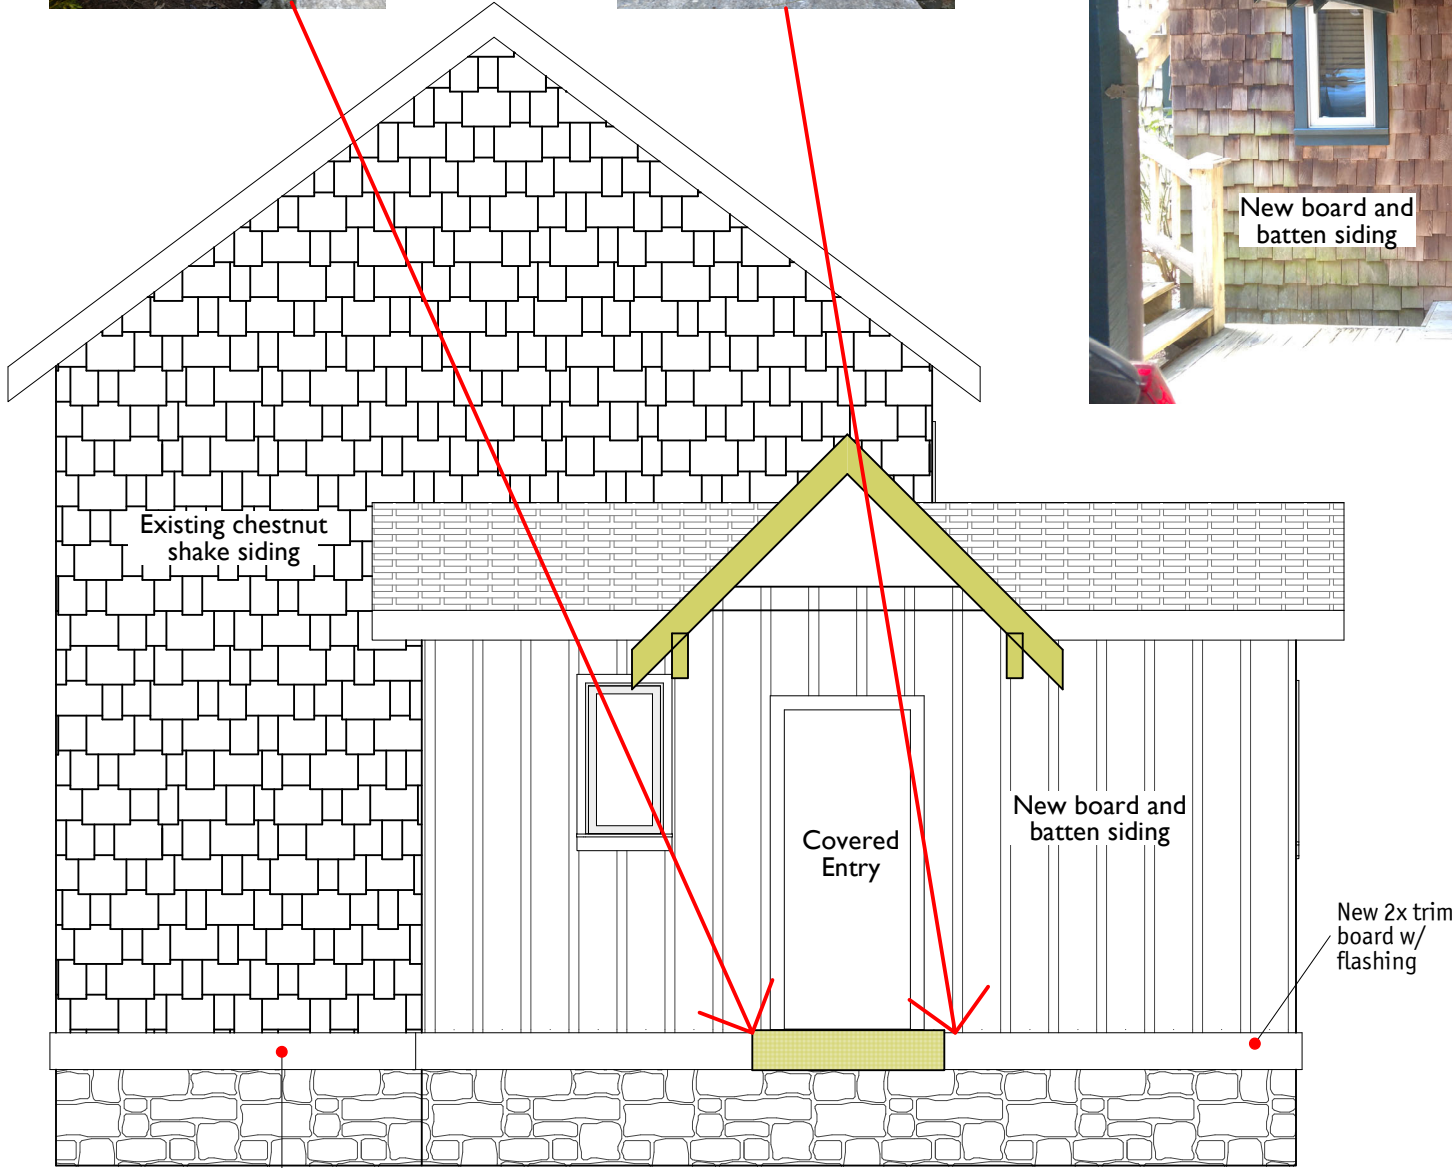 New board and
batten siding
Existing chestnut
shake siding
New board and
batten siding
Covered
Entry
New 2x trim
board w/
flashing